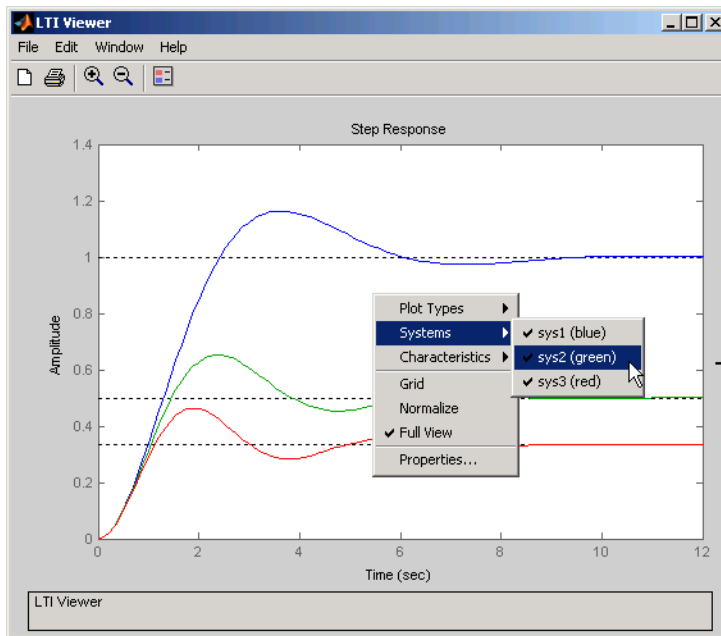 LTI Viewer
File Edit Window Help
Step Response
1.4
1.2
1
0.8
0.6
0.4
0.2
0
Amplitude
0 2 4 6 8 10 12
Time (sec)
Plot Types
Systems
Characteristics
Grid
Normalize
Full View
Properties...
sys1 (blue)
sys2 (green)
sys3 (red)
LTI Viewer